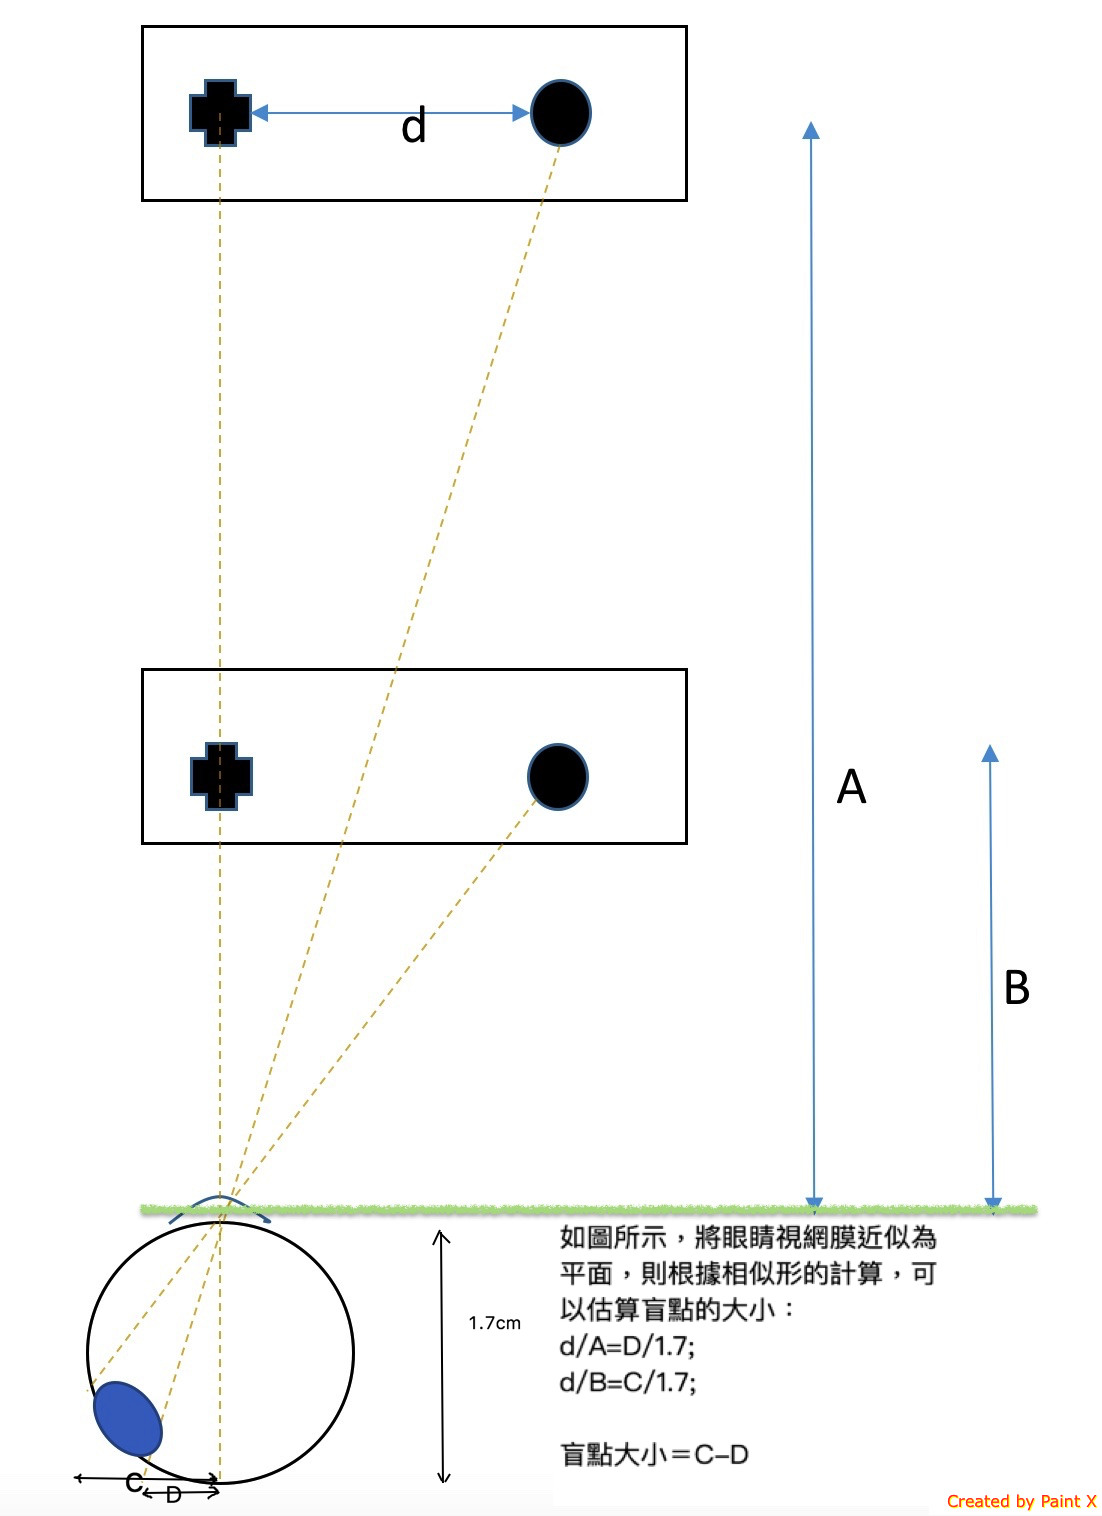 d
A
B
如圖所示，將眼睛視網膜近似為
平面，則根據相似形的計算，可
以估算盲點的大小：
d/A=D/1.7;
d/B=C/1.7;
盲點大小＝C–D
1.7cm
C
D
Created by Paint X